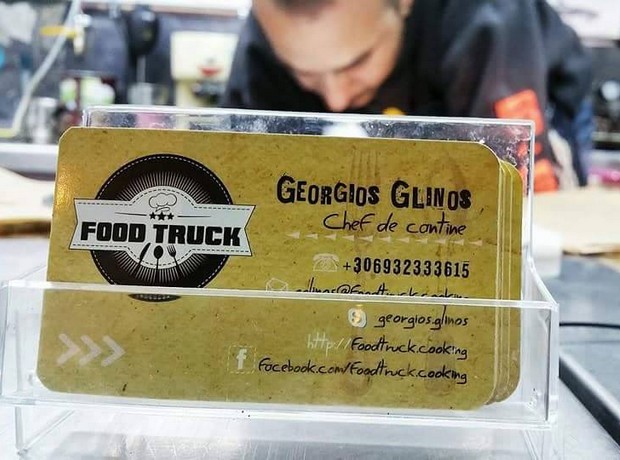 FOOD TRUCK
GEORGIOS GLINOS
Chef de cantine
+306932333615
georgios.glinos
http://Foodtruck.cooking
Facebook.com/Foodtruck.cooking